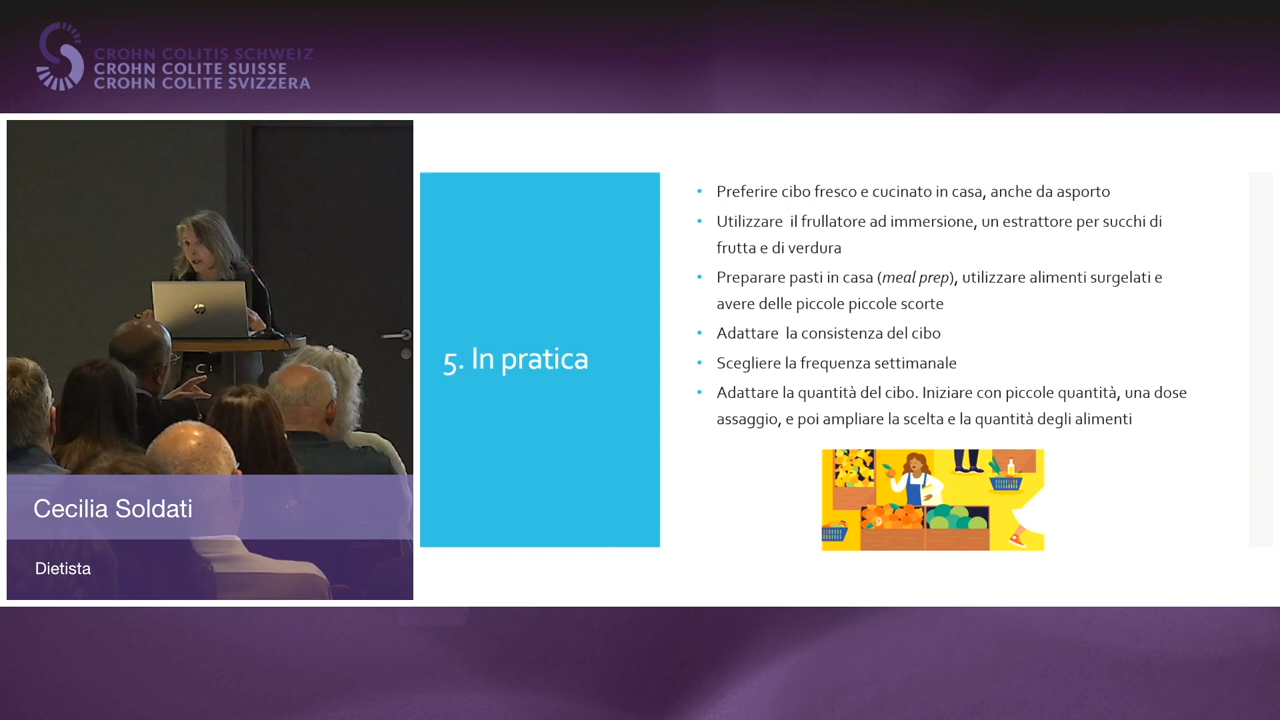 CROHN COLITIS SCHWEIZ
CROHN COLITE SUISSE
CROHN COLITE SVIZZERA
hp
Cecilia Soldati
Dietista
5. In pratica
• Preferire cibo fresco e cucinato in casa, anche da asporto
• Utilizzare il frullatore ad immersione, un estrattore per succhi di
frutta e di verdura
• Preparare pasti in casa (meal prep), utilizzare alimenti surgelati e
avere delle piccole piccole scorte
• Adattare la consistenza del cibo
• Scegliere la frequenza settimanale
• Adattare la quantità del cibo. Iniziare con piccole quantità, una dose
assaggio, e poi ampliare la scelta e la quantità degli alimenti